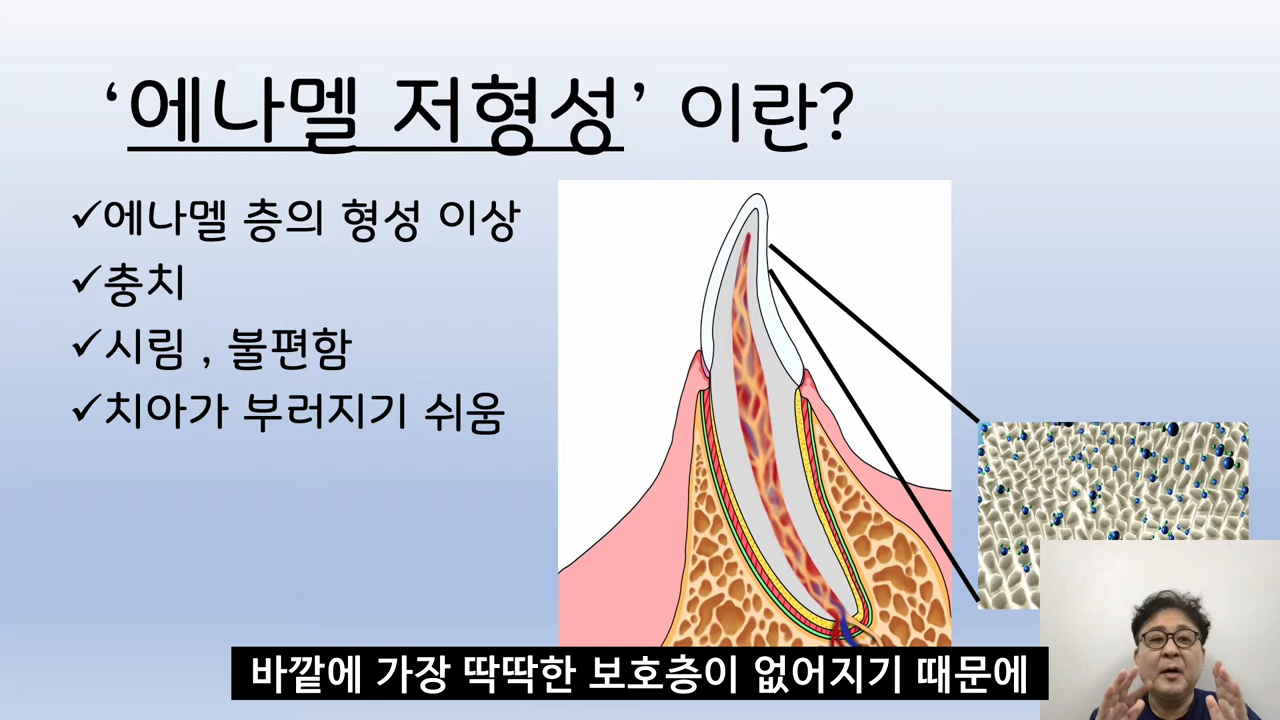 ‘에나멜 저형성’ 이란?
✓에나멜 층의 형성 이상
✓충치
✓시림 , 불편함
✓치아가 부러지기 쉬움
바깥에 가장 딱딱한 보호층이 없어지기 때문에